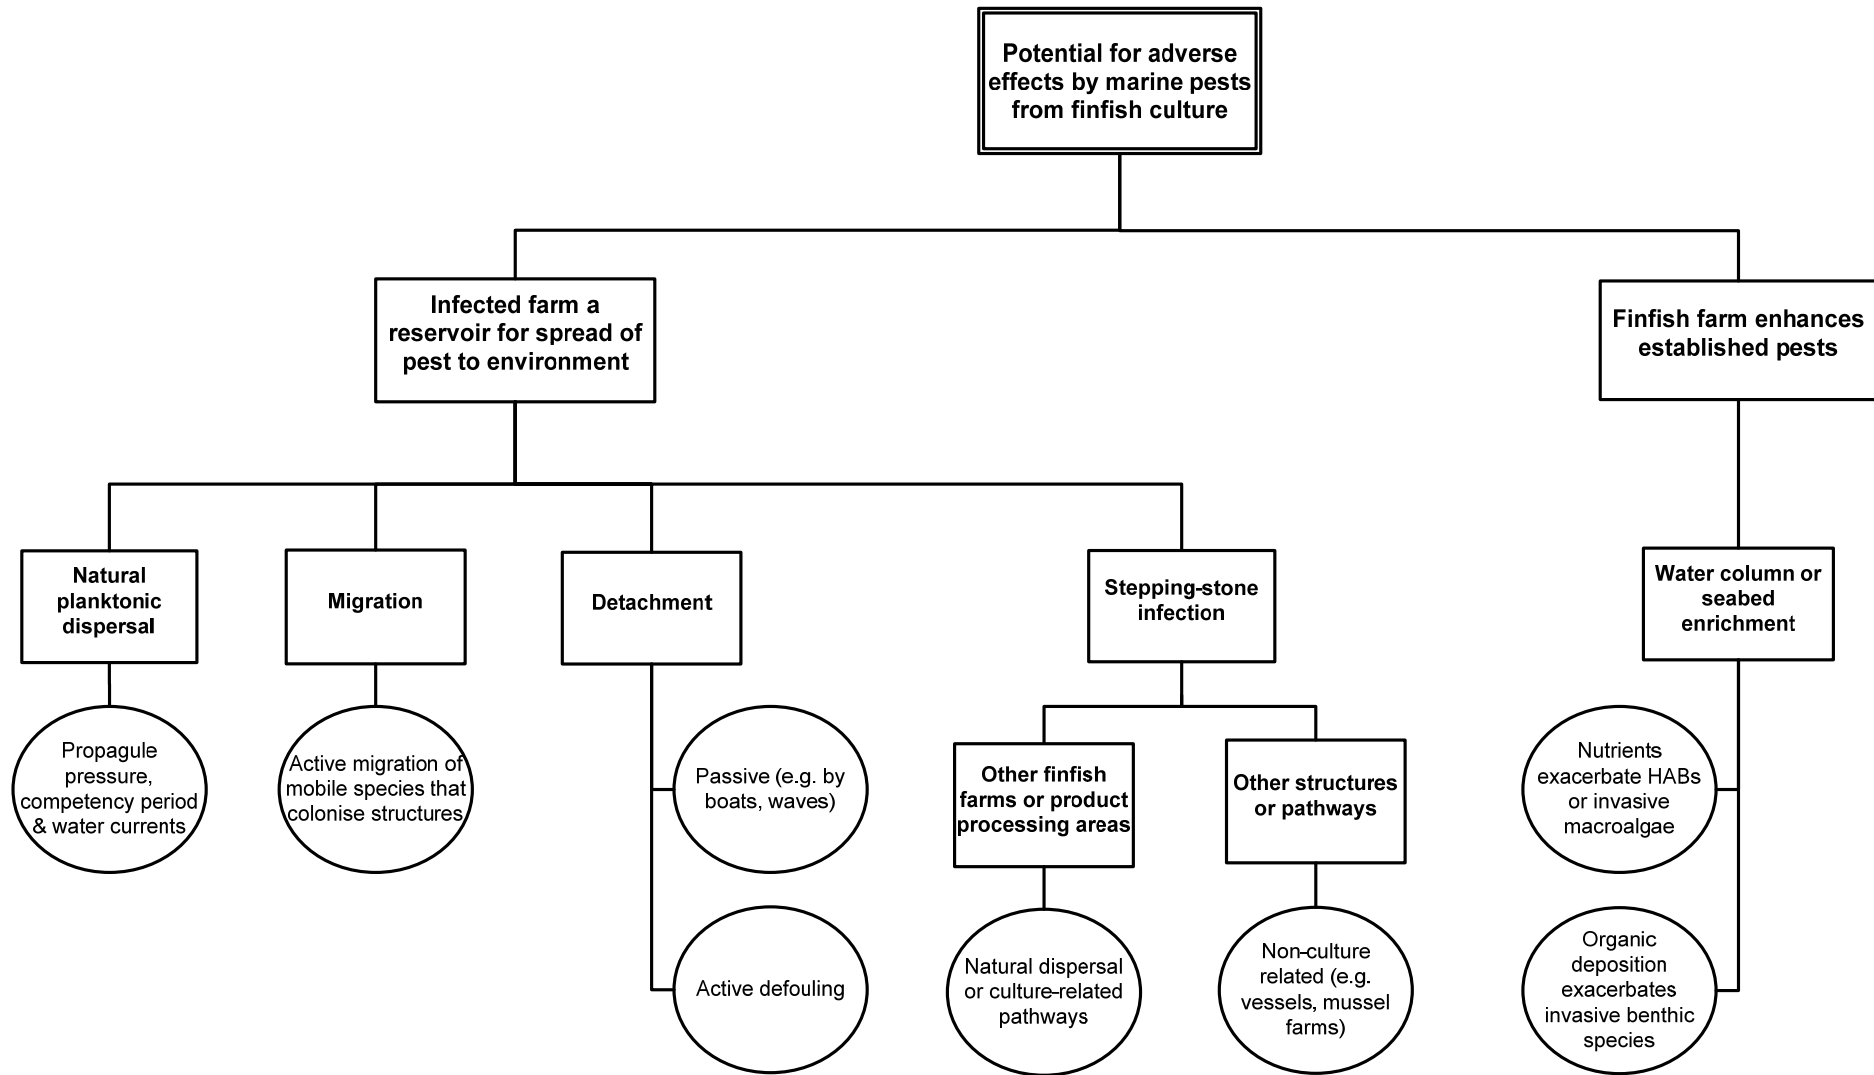 Potential for adverse
effects by marine pests
from finfish culture
Infected farm a
reservoir for spread of
pest to environment
Finfish farm enhances
established pests
Natural
planktonic
dispersal
Migration
Detachment
Stepping-stone
infection
Water column or
seabed
enrichment
Propagule
pressure,
competency period
& water currents
Active migration of
mobile species that
colonise structures
Passive (e.g. by
boats, waves)
Active defouling
Other finfish
farms or product
processing areas
Other structures
or pathways
Natural dispersal
or culture-related
pathways
Non-culture
related (e.g.
vessels, mussel
farms)
Nutrients
exacerbate HABs
or invasive
macroalgae
Organic
deposition
exacerbates
invasive benthic
species